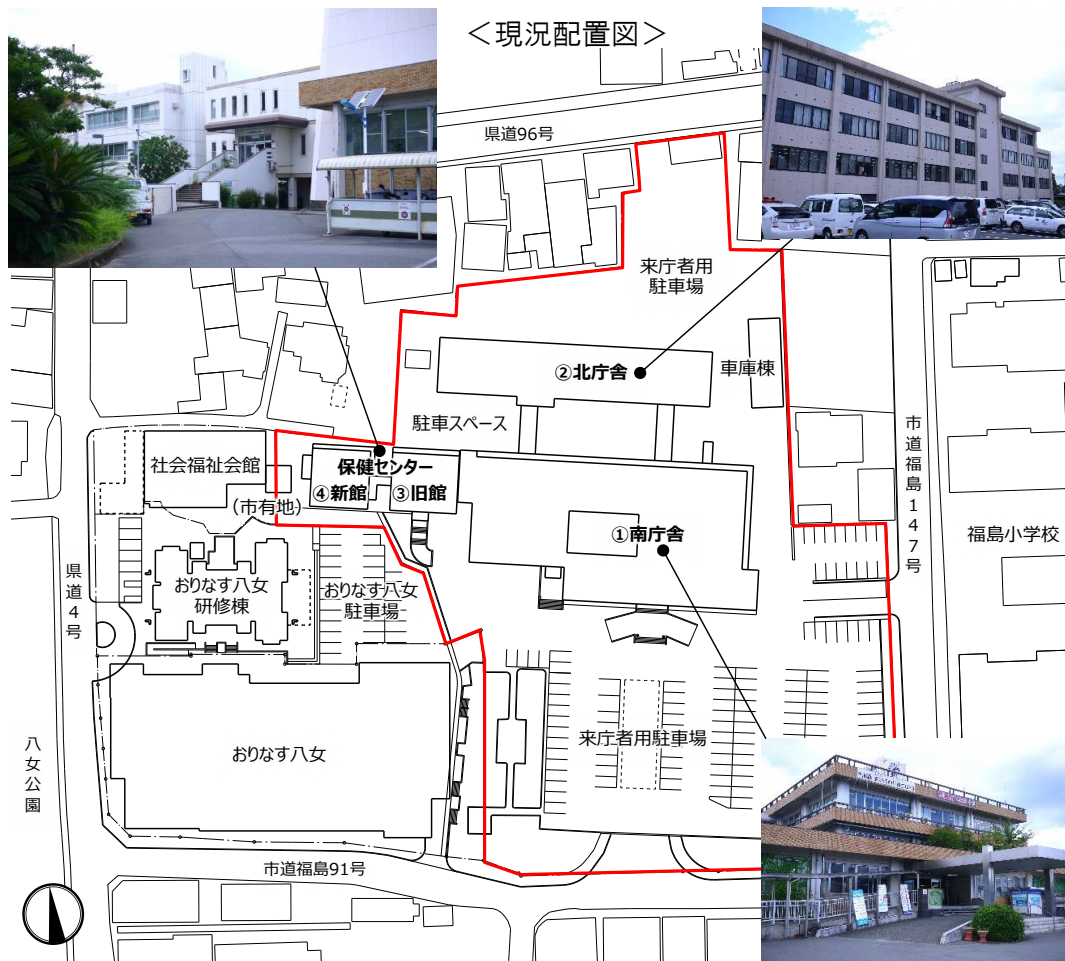 ＜現況配置図＞
県道96号
来庁者用
駐車場
②北庁舎
車庫棟
駐車スペース
社会福祉会館
保健センター
④新館
③旧館
（市有地）
①南庁舎
市道福島147号
福島小学校
県道4号
おりなす八女
研修棟
おりなす八女
駐車場
来庁者用駐車場
おりなす八女
八女公園
市道福島91号